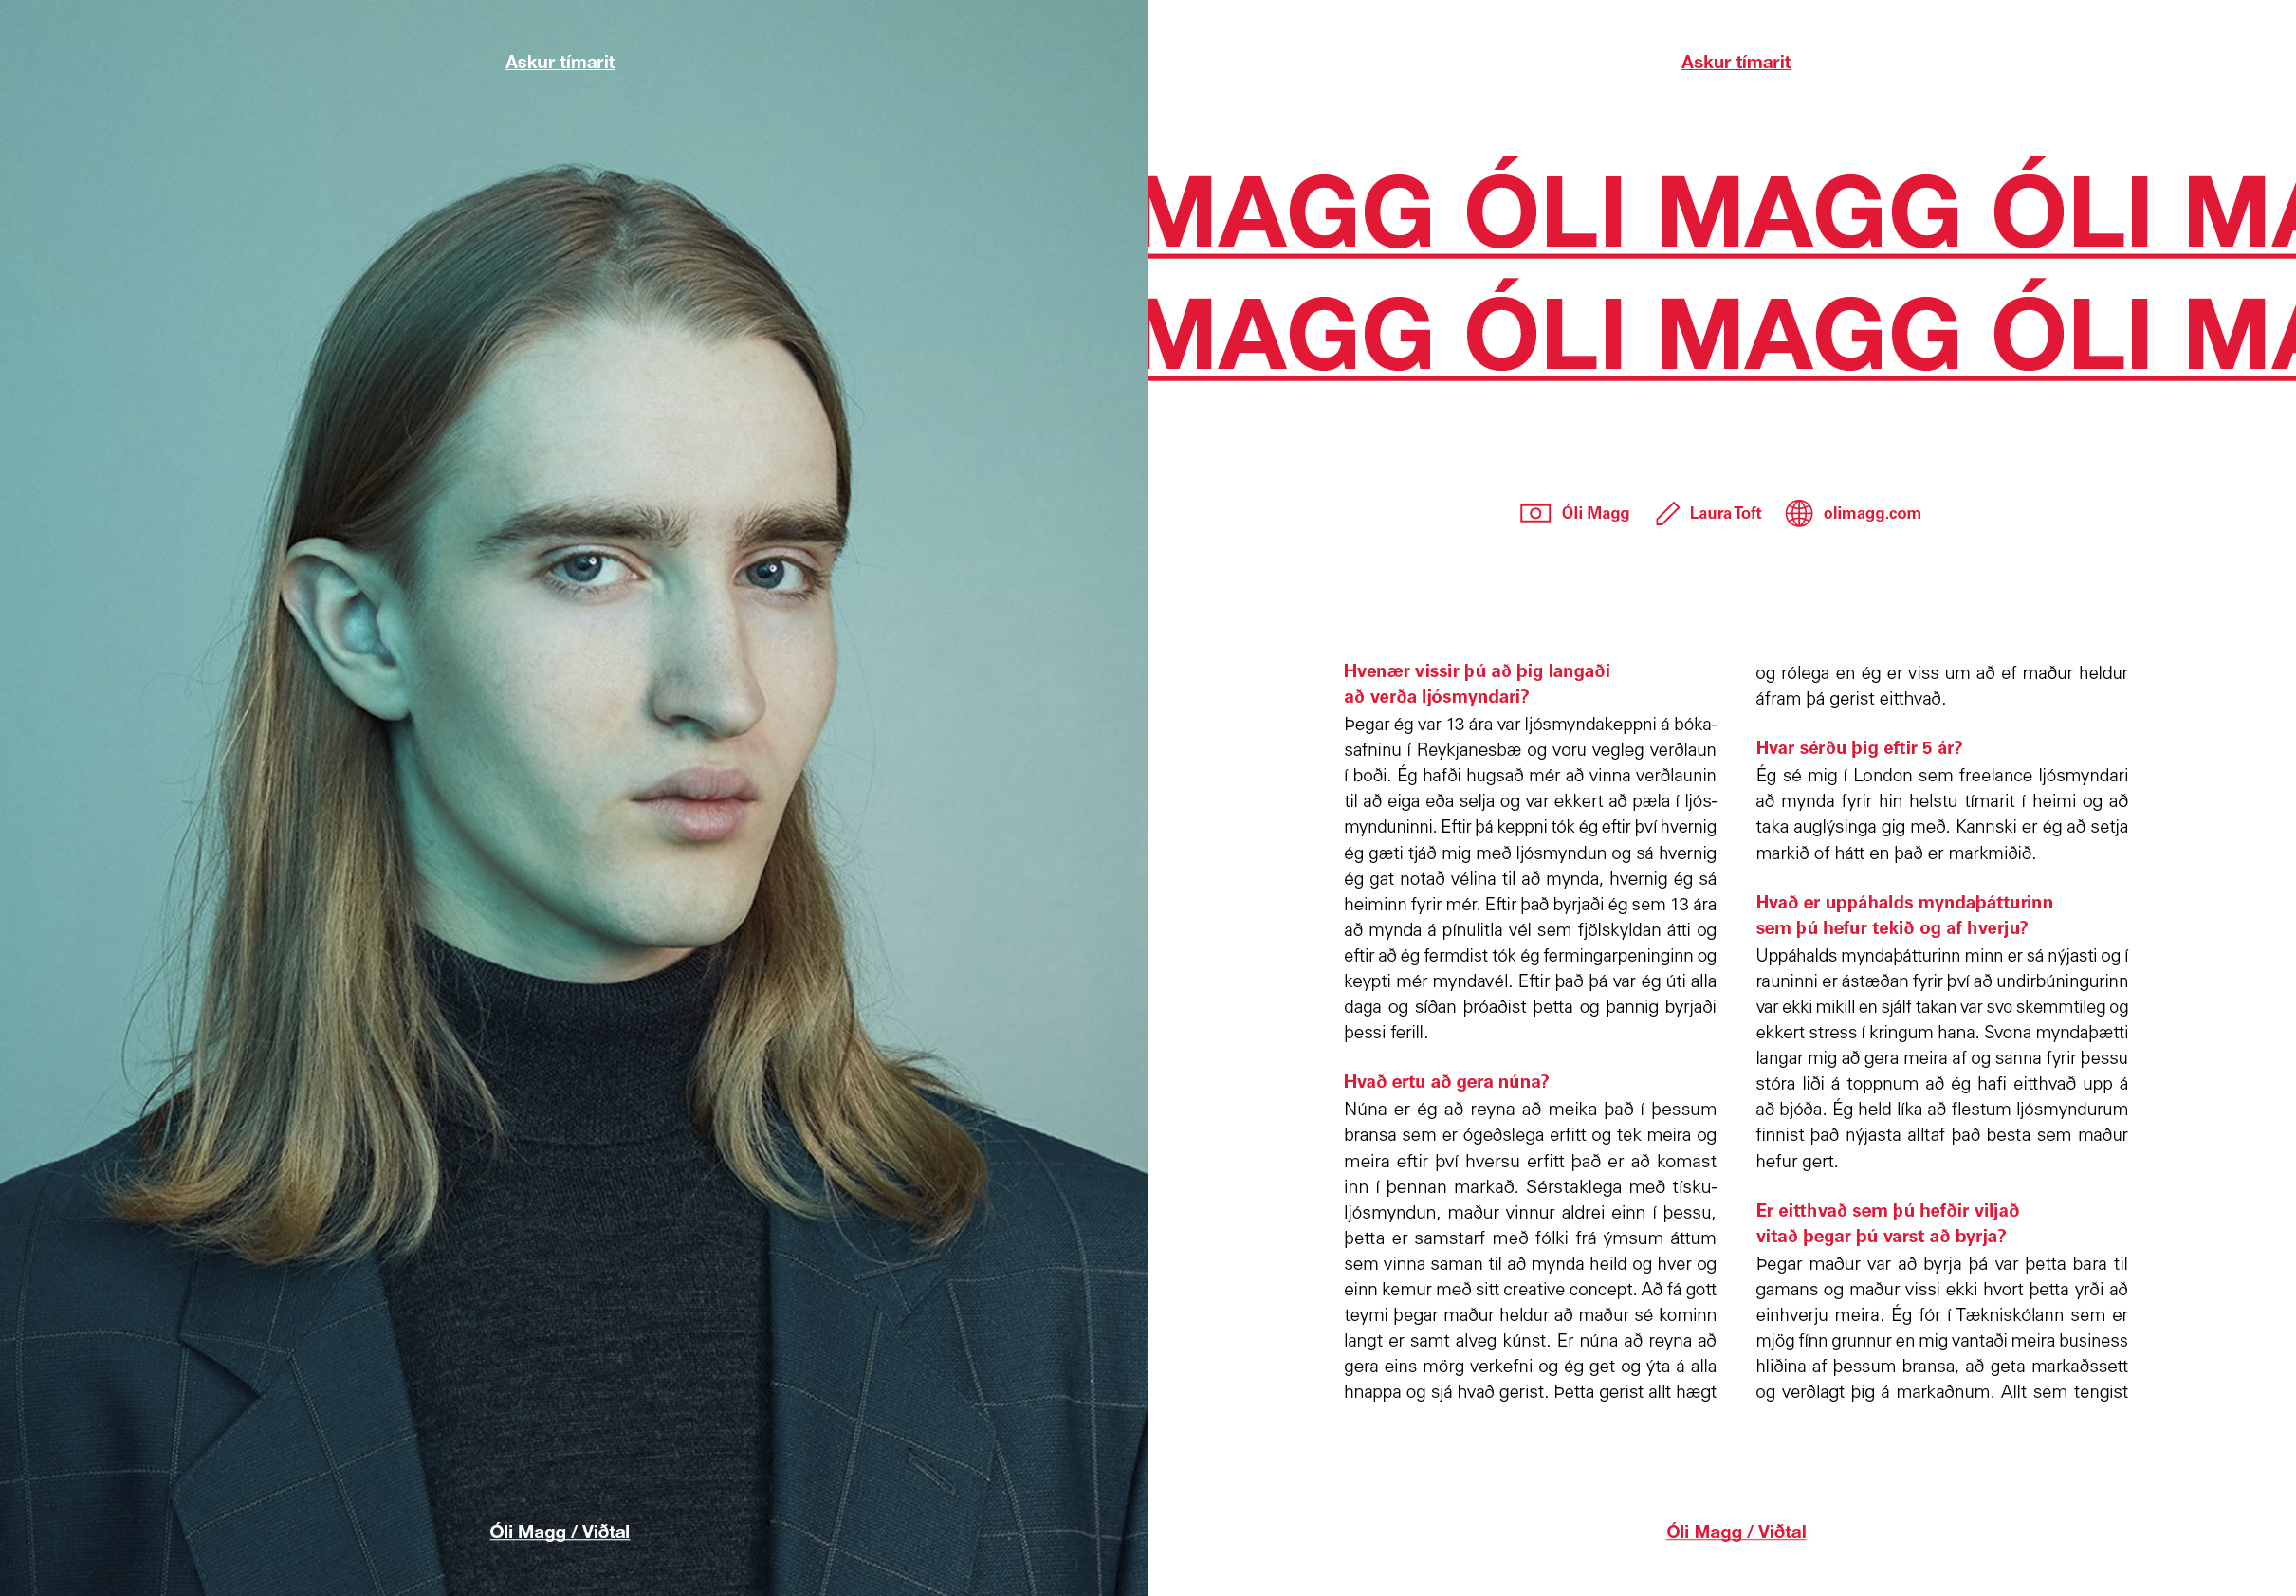 Askur tímarit
Óli Magg / Viðtal
Askur tímarit
MAGG ÓLI MAGG ÓLI MA
MAGG ÓLI MAGG ÓLI MA
Óli Magg Laura Toft olimagg.com
Hvenær vissir þú að þig langaði
að verða ljósmyndari?
Þegar ég var 13 ára var ljósmyndakeppni á bóka-
safninu í Reykjanesbæ og voru vegleg verðlaun
í boði. Ég hafði hugsað mér að vinna verðlaunin
til að eiga eða selja og var ekkert að pæla í ljós-
mynduninni. Eftir þá keppni tók ég eftir því hvernig
ég gæti tjáð mig með ljósmyndun og sá hvernig
ég gat notað vélina til að mynda, hvernig ég sá
heiminn fyrir mér. Eftir það byrjaði ég sem 13 ára
að mynda á pínulitla vél sem fjölskyldan átti og
eftir að ég fermdist tók ég fermingarpeninginn og
keypti mér myndavél. Eftir það þá var ég úti alla
daga og síðan þróaðist þetta og þannig byrjaði
þessi ferill.
Hvað ertu að gera núna?
Núna er ég að reyna að meika það í þessum
bransa sem er ógeðslega erfitt og tek meira og
meira eftir því hversu erfitt það er að komast
inn í þennan markað. Sérstaklega með tísku-
ljósmyndun, maður vinnur aldrei einn í þessu,
þetta er samstarf með fólki frá ýmsum áttum
sem vinna saman til að mynda heild og hver og
einn kemur með sitt creative concept. Að fá gott
teymi þegar maður heldur að maður sé kominn
langt er samt alveg kúnst. Er núna að reyna að
gera eins mörg verkefni og ég get og ýta á alla
hnappa og sjá hvað gerist. Þetta gerist allt hægt
og rólega en ég er viss um að ef maður heldur
áfram þá gerist eitthvað.
Hvar sérðu þig eftir 5 ár?
Ég sé mig í London sem freelance ljósmyndari
að mynda fyrir hin helstu tímarit í heimi og að
taka auglýsinga gig með. Kannski er ég að setja
markið of hátt en það er markmiðið.
Hvað er uppáhalds myndaþátturinn
sem þú hefur tekið og af hverju?
Uppáhalds myndaþátturinn minn er sá nýjasti og í
rauninni er ástæðan fyrir því að undirbúningurinn
var ekki mikill en sjálf takan var svo skemmtileg og
ekkert stress í kringum hana. Svona myndaþætti
langar mig að gera meira af og sanna fyrir þessu
stóra liði á toppnum að ég hafi eitthvað upp á
að bjóða. Ég held líka að flestum ljósmyndurum
finnist það nýjasta alltaf það besta sem maður
hefur gert.
Er eitthvað sem þú hefðir viljað
vitað þegar þú varst að byrja?
Þegar maður var að byrja þá var þetta bara til
gamans og maður vissi ekki hvort þetta yrði að
einhverju meira. Ég fór í Tækniskólann sem er
mjög fínn grunnur en mig vantaði meira business
hliðina af þessum bransa, að geta markaðssett
og verðlagt þig á markaðnum. Allt sem tengist
Óli Magg / Viðtal